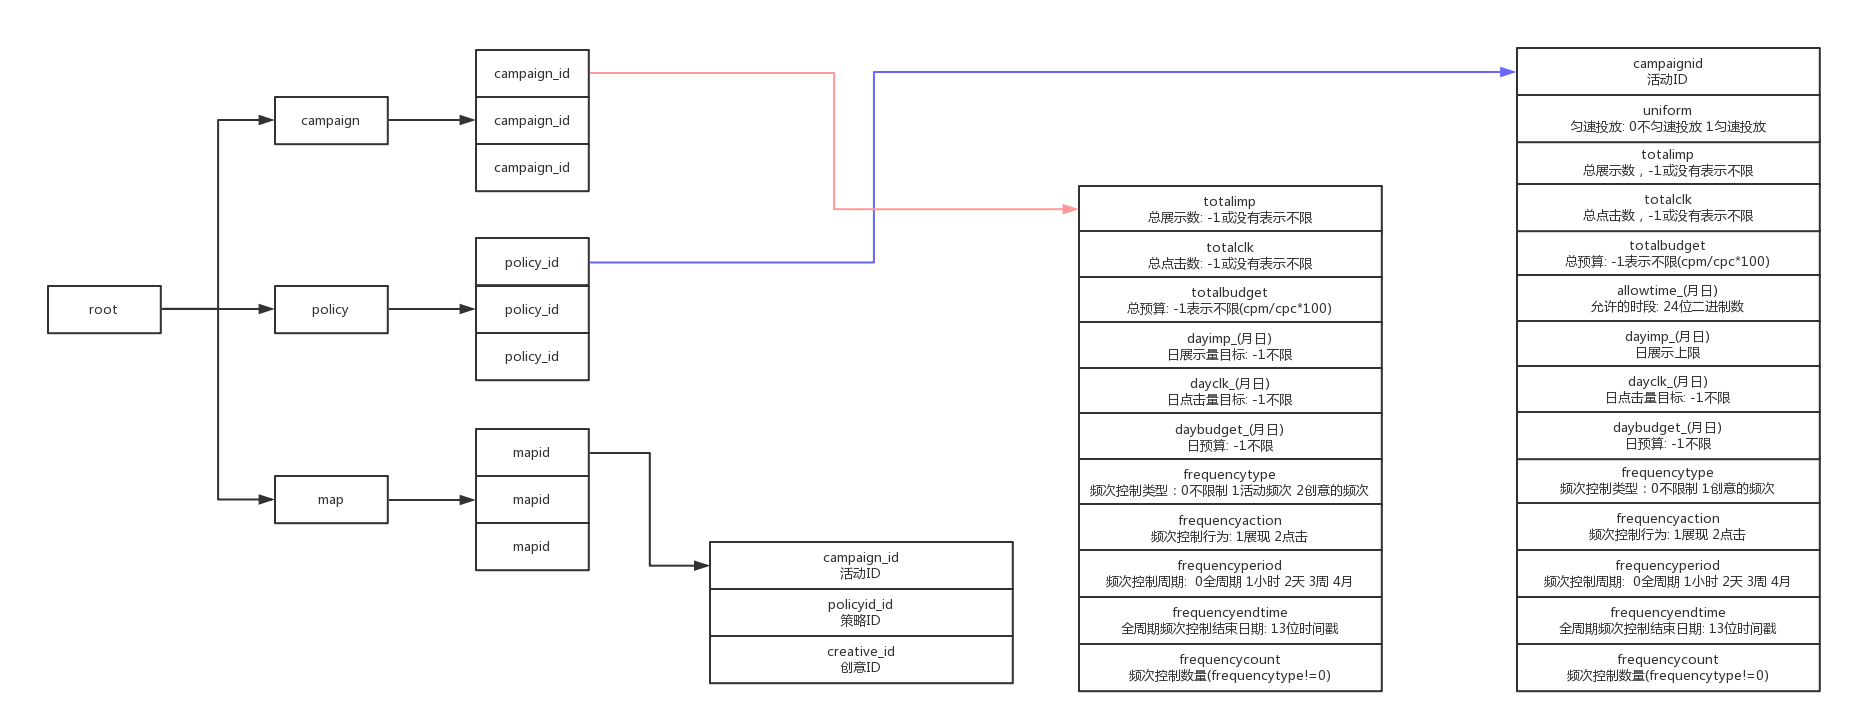 root
campaign
policy
map
campaign_id
campaign_id
campaign_id
policy_id
policy_id
policy_id
mapid
mapid
mapid
campaign_id
活动ID
policyid_id
策略ID
creative_id
创意ID
totalimp
总展示数: -1或没有表示不限
totalclk
总点击数: -1或没有表示不限
totalbudget
总预算: -1表示不限(cpm/cpc*100)
dayimp_(月日)
日展示量目标: -1不限
dayclk_(月日)
日点击量目标: -1不限
daybudget_(月日)
日预算: -1不限
frequencytype
频次控制类型：0不限制 1活动频次 2创意的频次
frequencyaction
频次控制行为: 1展现 2点击
frequencyperiod
频次控制周期:  0全周期 1小时 2天 3周 4月
frequencyendtime
全周期频次控制结束日期: 13位时间戳
frequencycount
频次控制数量(frequencytype!=0)
campaignid
活动ID
uniform
匀速投放: 0不匀速投放 1匀速投放
totalimp
总展示数，-1或没有表示不限
totalclk
总点击数，-1或没有表示不限
totalbudget
总预算: -1表示不限(cpm/cpc*100)
allowtime_(月日)
允许的时段: 24位二进制数
dayimp_(月日)
日展示上限
dayclk_(月日)
日点击量目标: -1不限
daybudget_(月日)
日预算: -1不限
frequencytype
频次控制类型：0不限制 1创意的频次
frequencyaction
频次控制行为: 1展现 2点击
frequencyperiod
频次控制周期:  0全周期 1小时 2天 3周 4月
frequencyendtime
全周期频次控制结束日期: 13位时间戳
frequencycount
频次控制数量(frequencytype!=0)